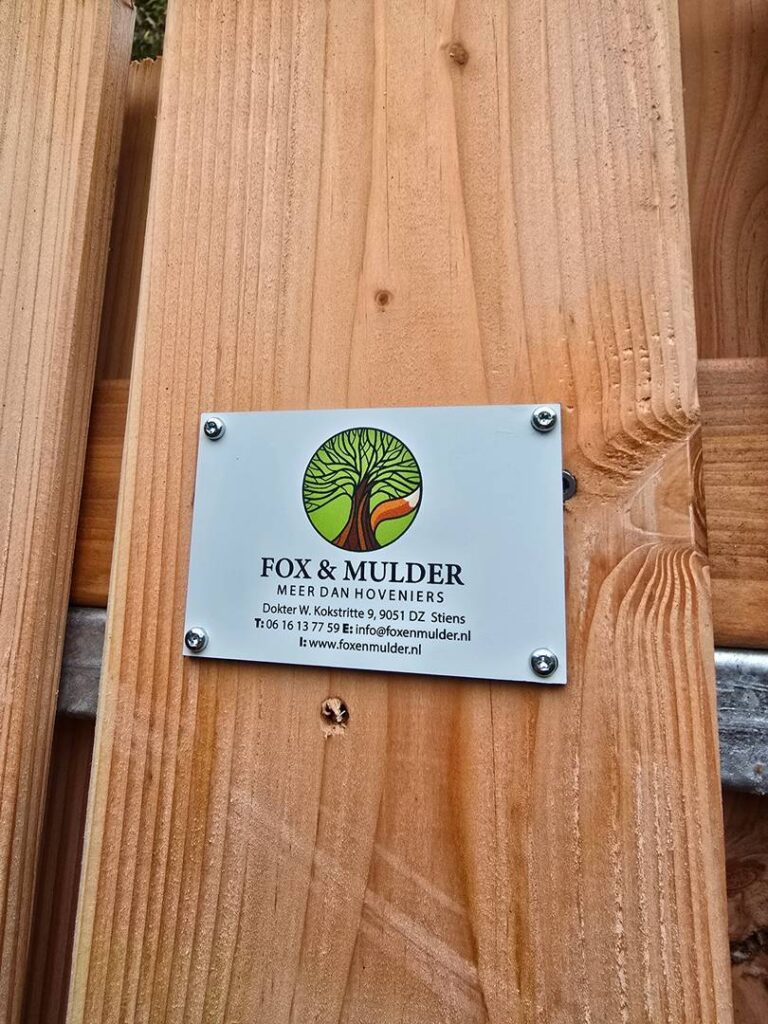 FOX & MULDER
MEER DAN HOVENIERS
Dokter W. Kokstritte 9, 9051 DZ Stiens
T: 06 16 13 77 59 E: info@foxenmulder.nl
I: www.foxenmulder.nl